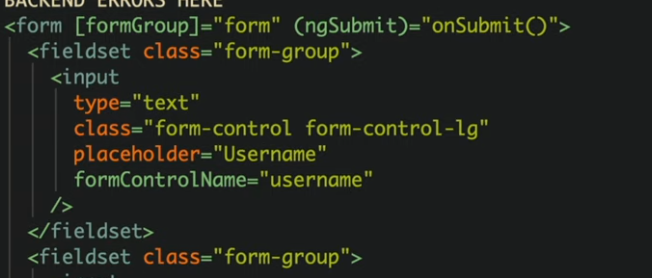 BACKEND ERRORS HERE
<form [formGroup]="form" (ngSubmit)="onSubmit()">
<fieldset class="form-group">
<input
type="text"
class="form-control form-control-lg"
placeholder="Username"
formControlName="username"
/>
</fieldset>
<fieldset class="form-group">
<input